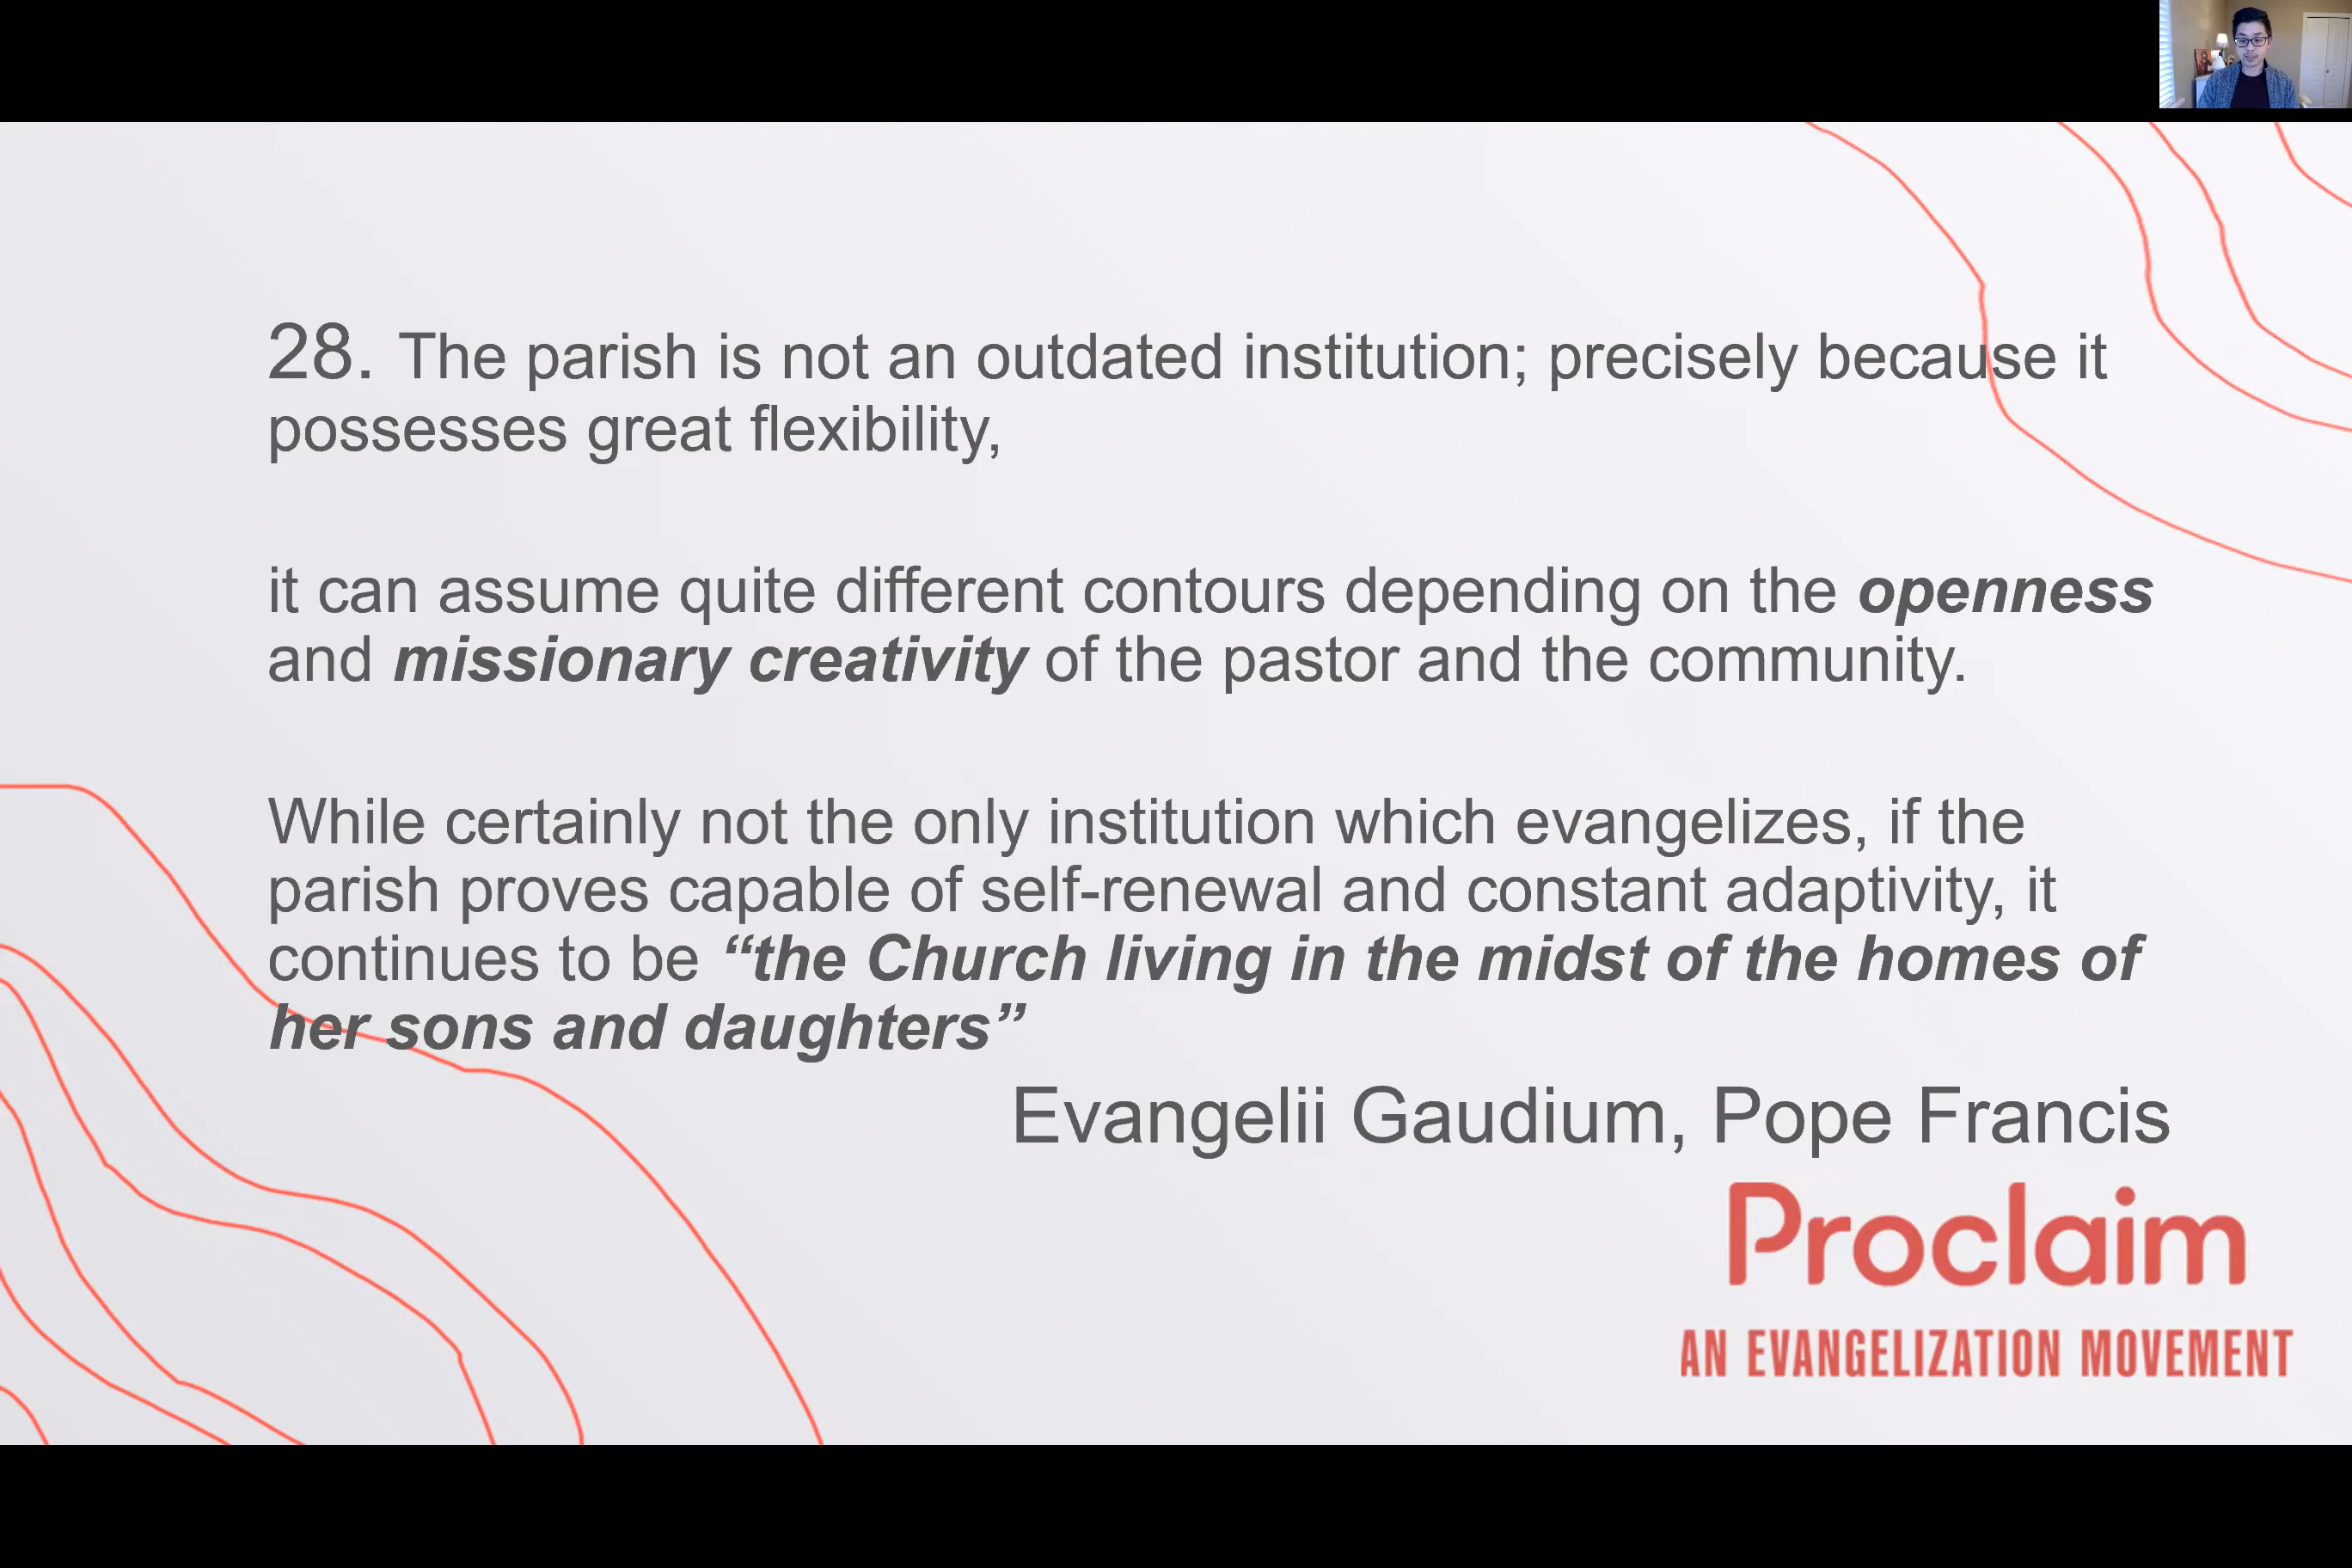 28. The parish is not an outdated institution; precisely because it
possesses great flexibility,
it can assume quite different contours depending on the openness
and missionary creativity of the pastor and the community.
While certainly not the only institution which evangelizes, if the
parish proves capable of self-renewal and constant adaptivity, it
continues to be “the Church living in the midst of the homes of
her sons and daughters”
Evangelii Gaudium, Pope Francis
Proclaim
AN EVANGELIZATION MOVEMENT